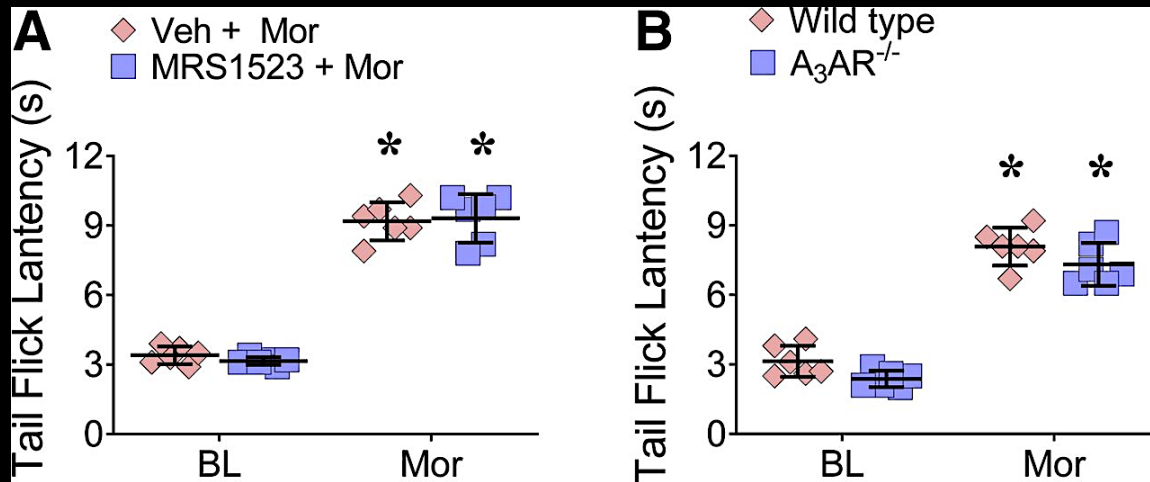 A
Veh + Mor
MRS1523 + Mor
Tail Flick Lantency (s)
12
9
6
3
0
* *
BL
Mor
B
Wild type
A₃AR⁻/⁻
Tail Flick Lantency (s)
12
9
6
3
0
* *
BL
Mor